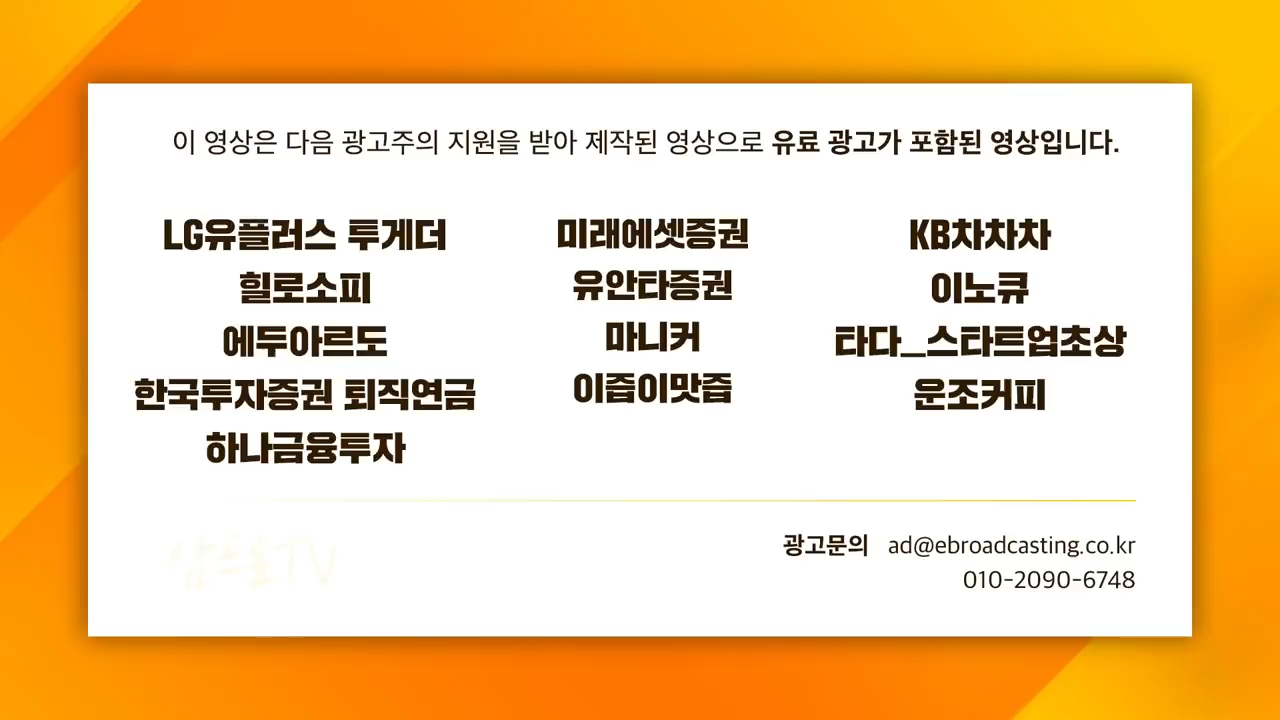 이 영상은 다음 광고주의 지원을 받아 제작된 영상으로 유료 광고가 포함된 영상입니다.
LG유플러스 투게더
힐로소피
에두아르도
한국투자증권 퇴직연금
하나금융투자
미래에셋증권
유안타증권
마니커
이즙이맛즙
KB차차차
이노큐
타다_스타트업초상
운조커피
삼프로TV
광고문의 ad@ebroadcasting.co.kr
010-2090-6748